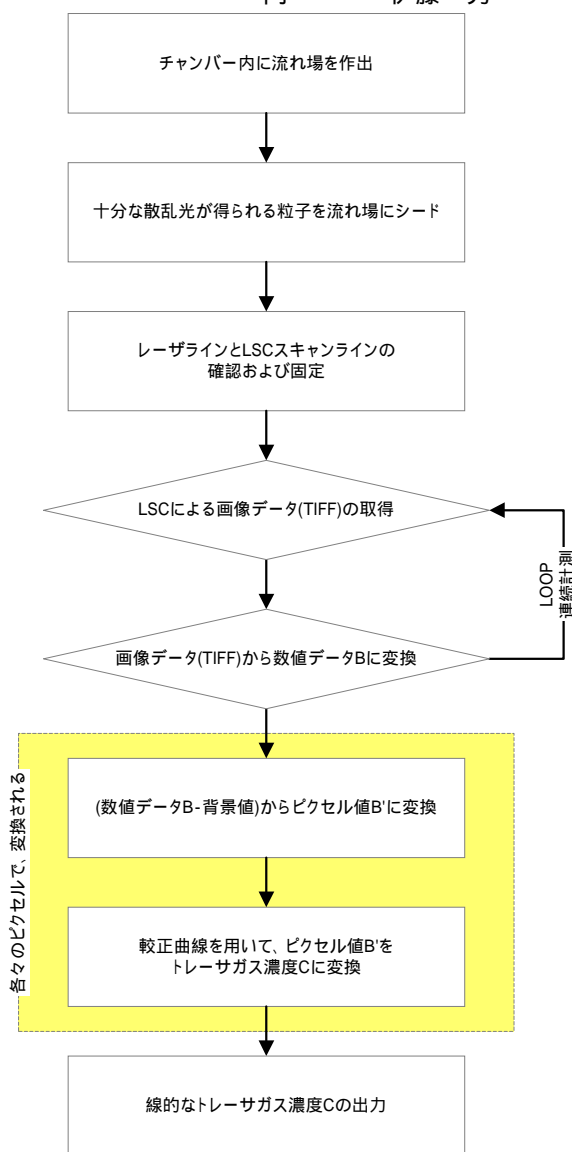 チャンバー内に流れ場を作出
十分な散乱光が得られる粒子を流れ場にシード
レーザラインとLSCスキャンラインの
確認および固定
LSCによる画像データ(TIFF)の取得
LOOP
連続計測
画像データ(TIFF)から数値データBに変換
各々のピクセルで、変換される
(数値データB-背景値)からピクセル値B'に変換
較正曲線を用いて、ピクセル値B'を
トレーサガス濃度Cに変換
線的なトレーサガス濃度Cの出力